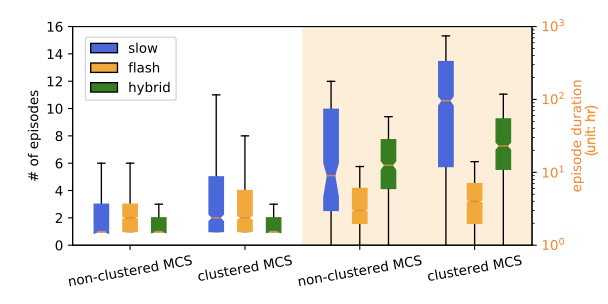 16
14
12
10
8
6
4
2
0
# of episodes
slow
flash
hybrid
10³
10²
10¹
10⁰
episode duration
(unit: hr)
non-clustered MCS
clustered MCS
non-clustered MCS
clustered MCS